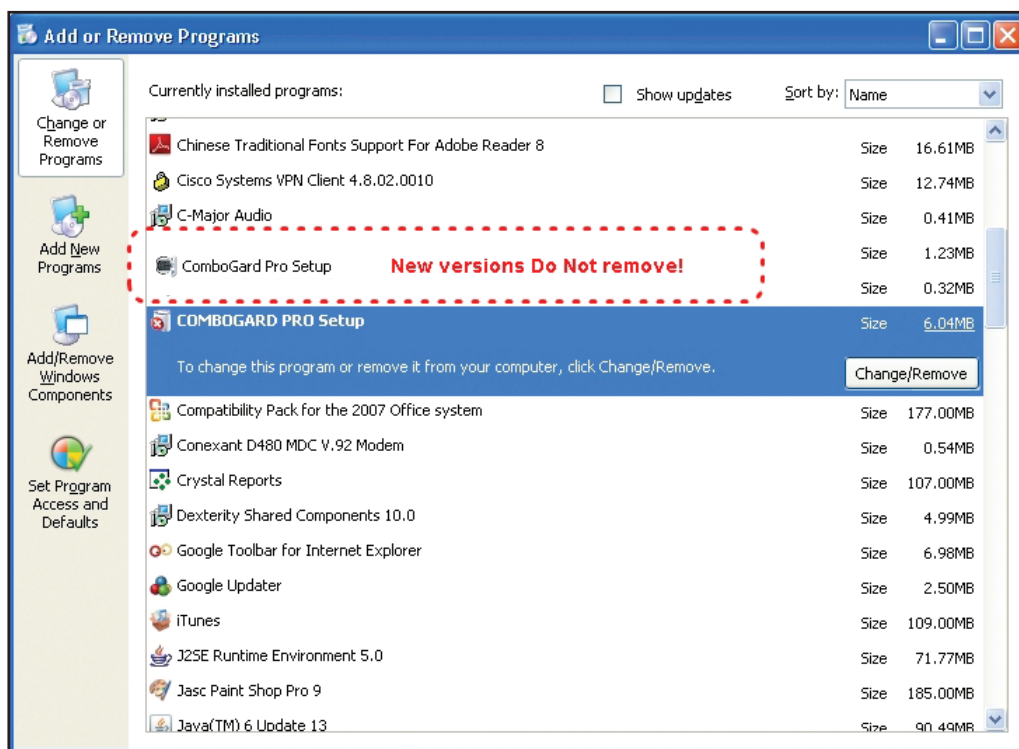 Add or Remove Programs
Change or
Remove
Programs
Add New
Programs
Add/Remove
Windows
Components
Set Program
Access and
Defaults
Currently installed programs:
Show updates
Sort by: Name
Chinese Traditional Fonts Support For Adobe Reader 8 Size 16.61MB
Cisco Systems VPN Client 4.8.02.0010 Size 12.74MB
C-Major Audio Size 0.41MB
Size 1.23MB
ComboGard Pro Setup New versions Do Not remove!
Size 0.32MB
COMBOGARD PRO Setup Size 6.04MB
To change this program or remove it from your computer, click Change/Remove.
Change/Remove
Compatibility Pack for the 2007 Office system Size 177.00MB
Conexant D480 MDC V.92 Modem Size 0.54MB
Crystal Reports Size 107.00MB
Dexterity Shared Components 10.0 Size 4.99MB
Google Toolbar for Internet Explorer Size 6.98MB
Google Updater Size 2.50MB
iTunes Size 109.00MB
J2SE Runtime Environment 5.0 Size 71.77MB
Jasc Paint Shop Pro 9 Size 185.00MB
Java(TM) 6 Update 13 Size 90.49MB